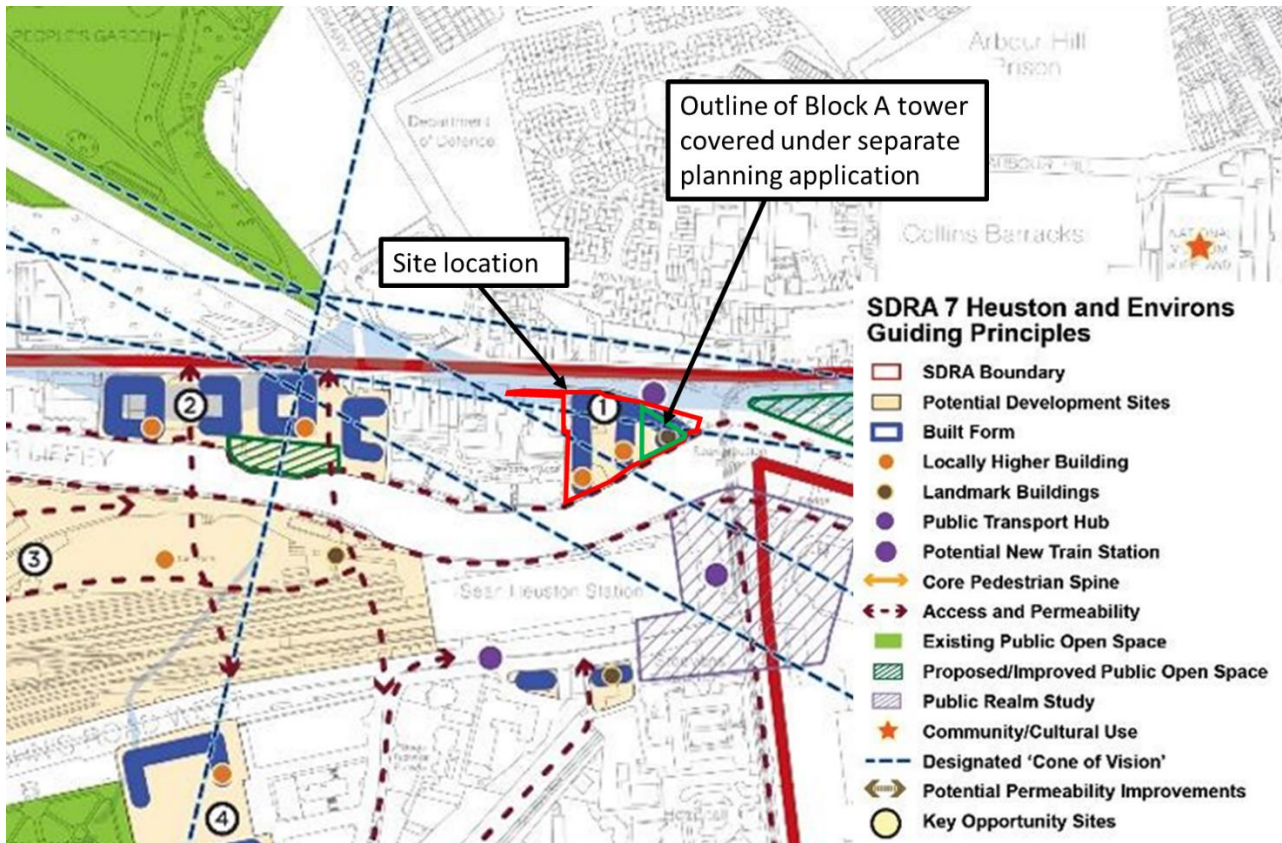 PEOPLE'S GARDEN
Arbour Hill
Prison
Department
of Defence
Outline of Block A tower
covered under separate
planning application
Collins Barracks
Site location
SDRA 7 Heuston and Environs
Guiding Principles
SDRA Boundary
Potential Development Sites
Built Form
Locally Higher Building
Landmark Buildings
Public Transport Hub
Potential New Train Station
Core Pedestrian Spine
Access and Permeability
Existing Public Open Space
Proposed/Improved Public Open Space
Public Realm Study
Community/Cultural Use
Designated 'Cone of Vision'
Potential Permeability Improvements
Key Opportunity Sites
1
2
3
Sean Heuston Station
4